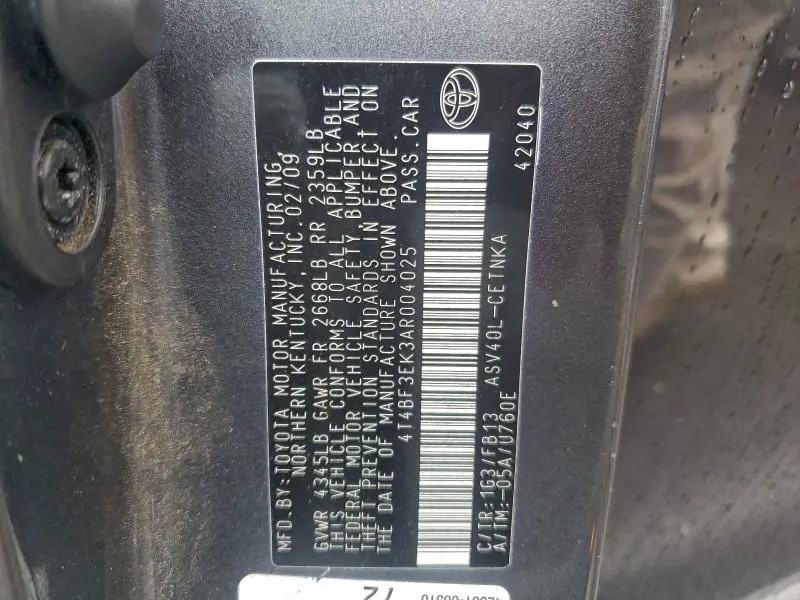 MFD. BY: TOYOTA MOTOR MANUFACTURING,
NORTHERN KENTUCKY, INC. 02/09
GVWR 4345LB GAWR FR 2668LB RR 2359LB
THIS VEHICLE CONFORMS TO ALL APPLICABLE
FEDERAL MOTOR VEHICLE SAFETY, BUMPER AND
THEFT PREVENTION STANDARDS IN EFFECT ON
THE DATE OF MANUFACTURE SHOWN ABOVE.
4T4BF3EK3AR004025 PASS. CAR
C/TR: 1G3/FB13 ASV40L-CETNKA
A/TM: -05A/U760E
42040
72